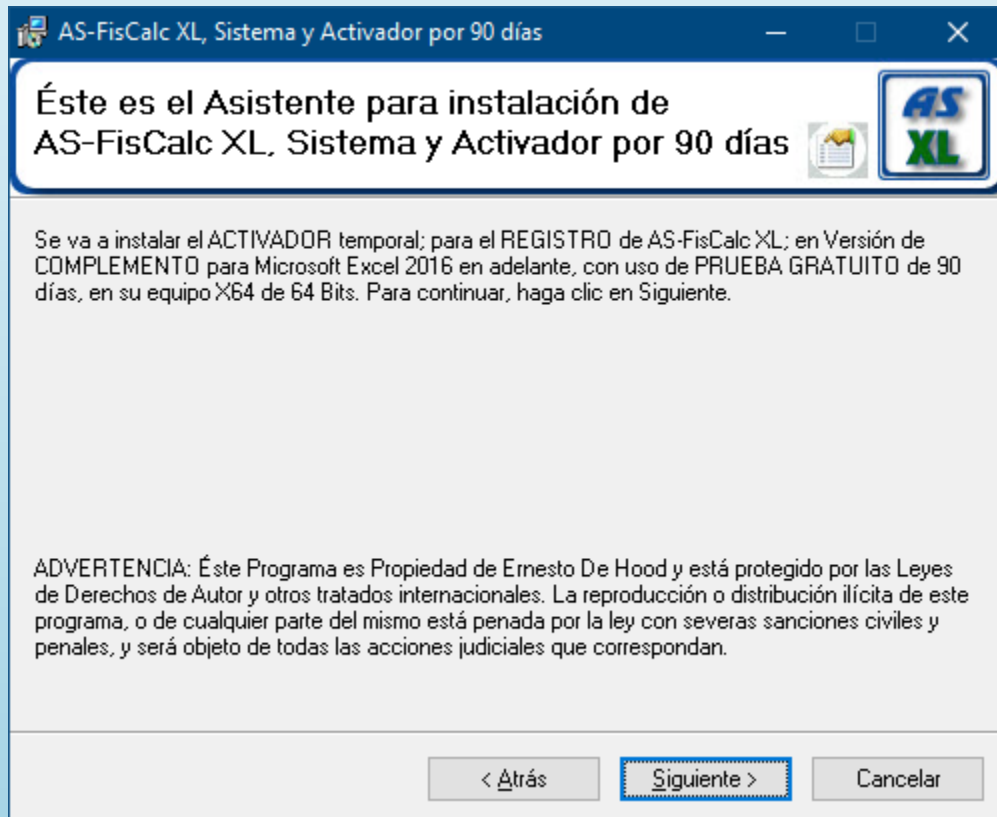 AS-FisCalc XL, Sistema y Activador por 90 días
Éste es el Asistente para instalación de
AS-FisCalc XL, Sistema y Activador por 90 días
AS
XL
Se va a instalar el ACTIVADOR temporal; para el REGISTRO de AS-FisCalc XL; en Versión de
COMPLEMENTO para Microsoft Excel 2016 en adelante, con uso de PRUEBA GRATUITO de 90
días, en su equipo X64 de 64 Bits. Para continuar, haga clic en Siguiente.
ADVERTENCIA: Éste Programa es Propiedad de Ernesto De Hood y está protegido por las Leyes
de Derechos de Autor y otros tratados internacionales. La reproducción o distribución ilícita de este
programa, o de cualquier parte del mismo está penada por la ley con severas sanciones civiles y
penales, y será objeto de todas las acciones judiciales que correspondan.
< Atrás
Siguiente >
Cancelar